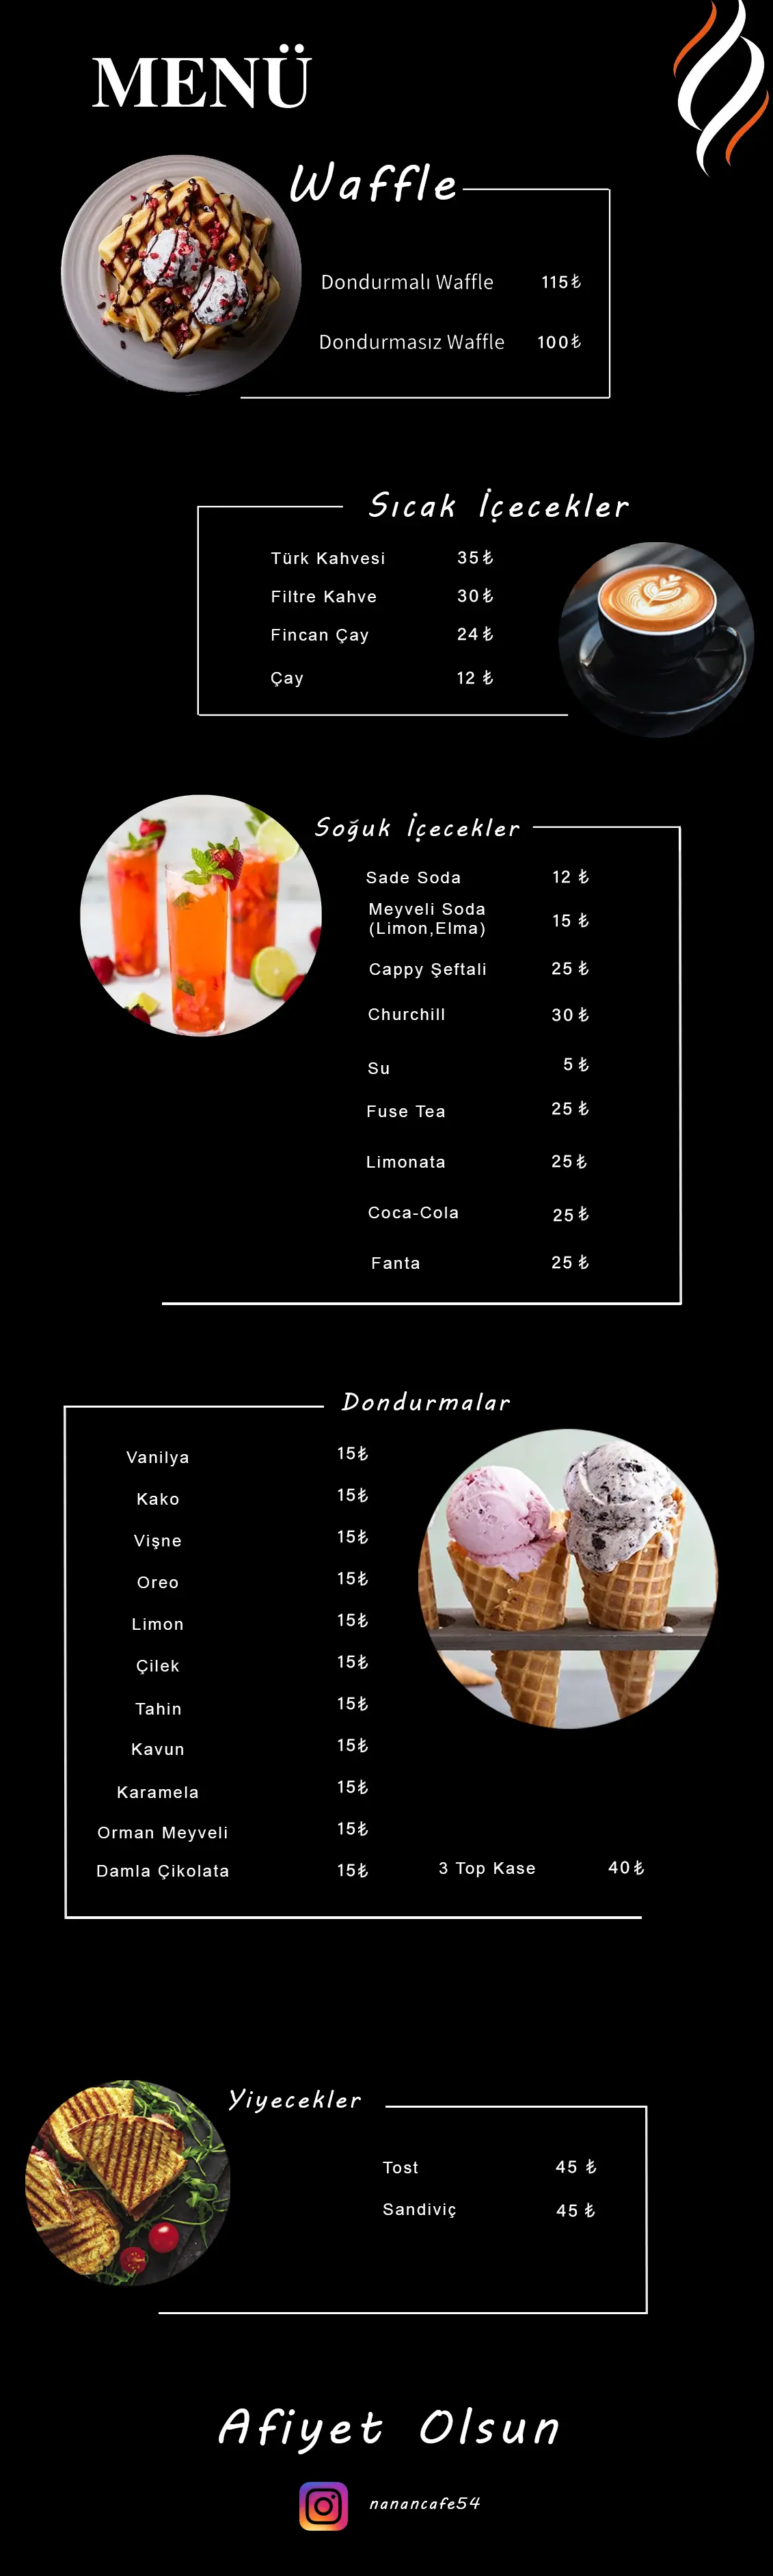 MENÜ
Waffle
Dondurmalı Waffle 115₺
Dondurmasız Waffle 100₺
Sıcak İçecekler
Türk Kahvesi 35₺
Filtre Kahve 30₺
Fincan Çay 24₺
Çay 12 ₺
Soğuk İçecekler
Sade Soda 12 ₺
Meyveli Soda
(Limon,Elma) 15 ₺
Cappy Şeftali 25 ₺
Churchill 30 ₺
Su 5 ₺
Fuse Tea 25 ₺
Limonata 25₺
Coca-Cola 25 ₺
Fanta 25 ₺
Dondurmalar
Vanilya 15₺
Kako 15₺
Vişne 15₺
Oreo 15₺
Limon 15₺
Çilek 15₺
Tahin 15₺
Kavun 15₺
Karamela 15₺
Orman Meyveli 15₺
Damla Çikolata 15₺
3 Top Kase 40₺
Yiyecekler
Tost 45 ₺
Sandiviç 45 ₺
Afiyet Olsun
nanancafe54